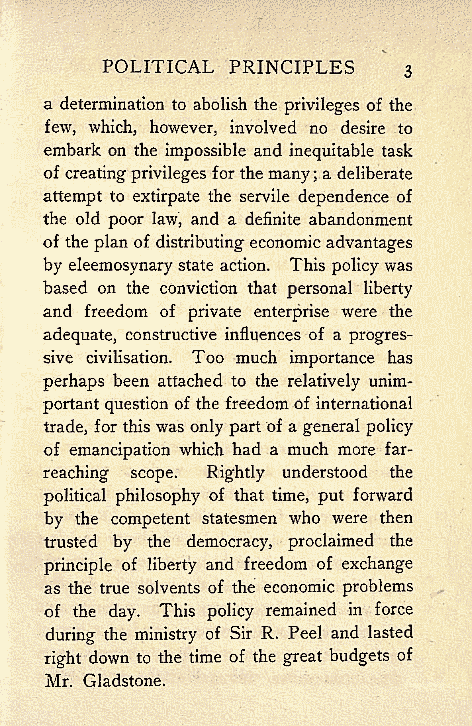 POLITICAL PRINCIPLES 3
a determination to abolish the privileges of the
few, which, however, involved no desire to
embark on the impossible and inequitable task
of creating privileges for the many; a deliberate
attempt to extirpate the servile dependence of
the old poor law, and a definite abandonment
of the plan of distributing economic advantages
by eleemosynary state action. This policy was
based on the conviction that personal liberty
and freedom of private enterprise were the
adequate, constructive influences of a progres-
sive civilisation. Too much importance has
perhaps been attached to the relatively unim-
portant question of the freedom of international
trade, for this was only part of a general policy
of emancipation which had a much more far-
reaching scope. Rightly understood the
political philosophy of that time, put forward
by the competent statesmen who were then
trusted by the democracy, proclaimed the
principle of liberty and freedom of exchange
as the true solvents of the economic problems
of the day. This policy remained in force
during the ministry of Sir R. Peel and lasted
right down to the time of the great budgets of
Mr. Gladstone.